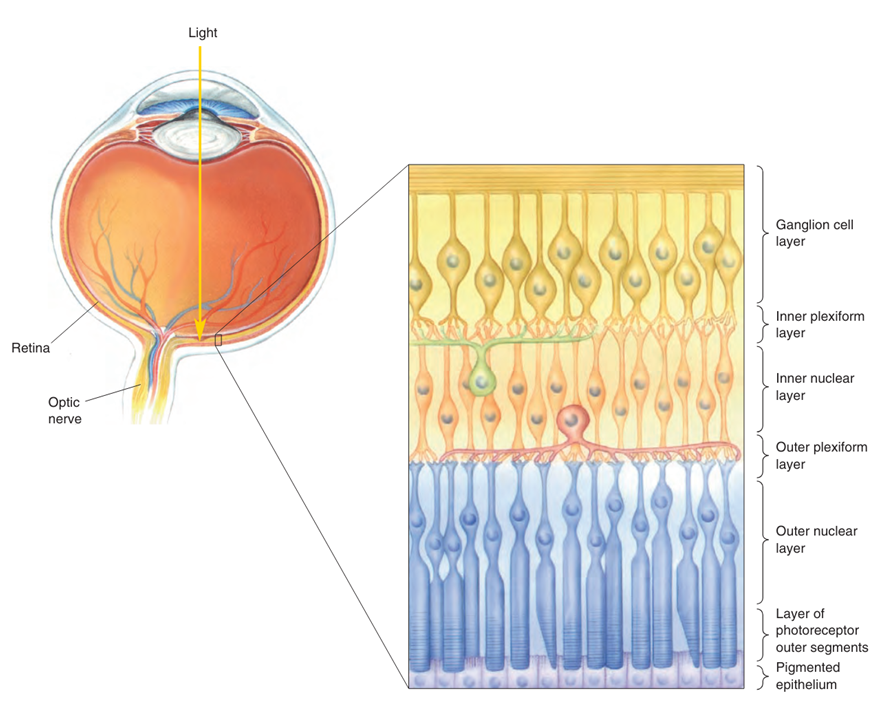 Light
Retina
Optic
nerve
Ganglion cell
layer
Inner plexiform
layer
Inner nuclear
layer
Outer plexiform
layer
Outer nuclear
layer
Layer of
photoreceptor
outer segments
Pigmented
epithelium